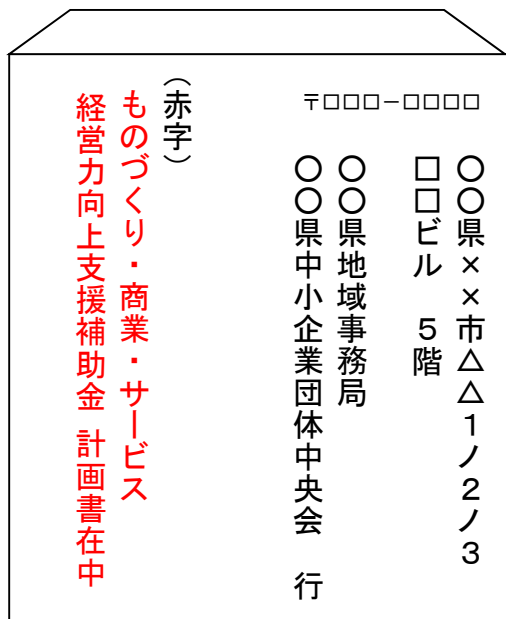 〒□□□−□□□□
〇〇県××市△△１ノ２ノ３
□□ビル　５階
〇〇県地域事務局
〇〇県中小企業団体中央会　行
（赤字）
ものづくり・商業・サービス
経営力向上支援補助金 計画書在中